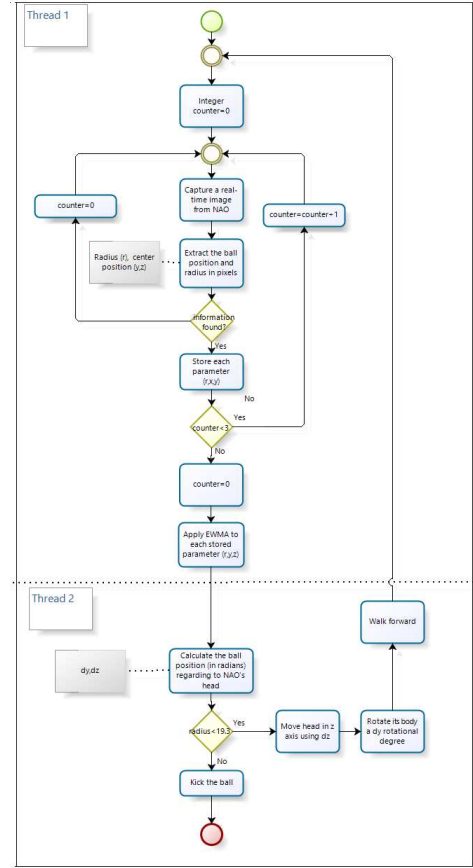 Thread 1
Integer
counter=0
Capture a real-
time image
from NAO
counter=0
counter=counter+1
Radius (r), center
position (y,z)
Extract the ball
position and
radius in pixels
information
found?
Yes
Store each
parameter
(r,x,y)
No
Yes
counter<3
No
counter=0
Apply EWMA to
each stored
parameter (r,y,z)
Thread 2
Walk forward
Calculate the ball
position (in radians)
regarding to NAO's
head
dy,dz
Yes
radius<19.3
Move head in z
axis using dz
Rotate its body
a dy rotational
degree
No
Kick the ball